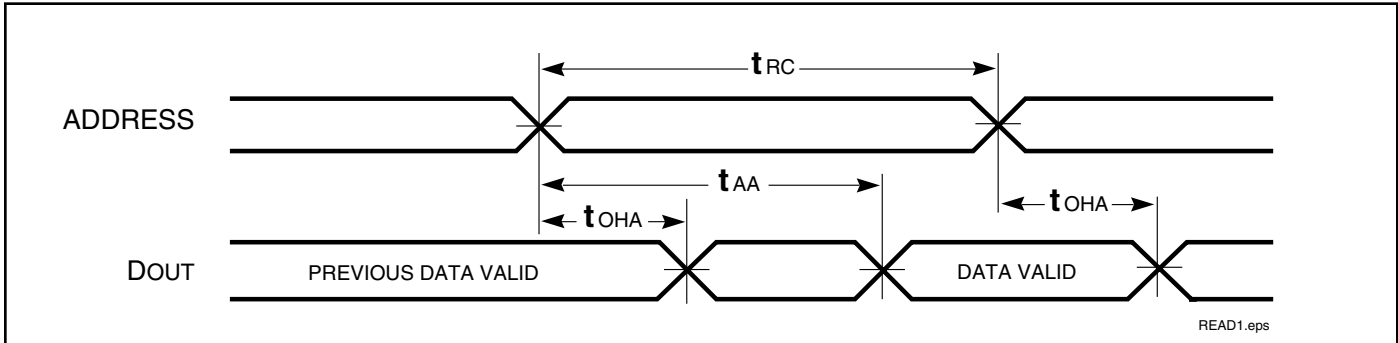 tRC
ADDRESS
tAA
tOHA
tOHA
DOUT
PREVIOUS DATA VALID
DATA VALID
READ1.eps